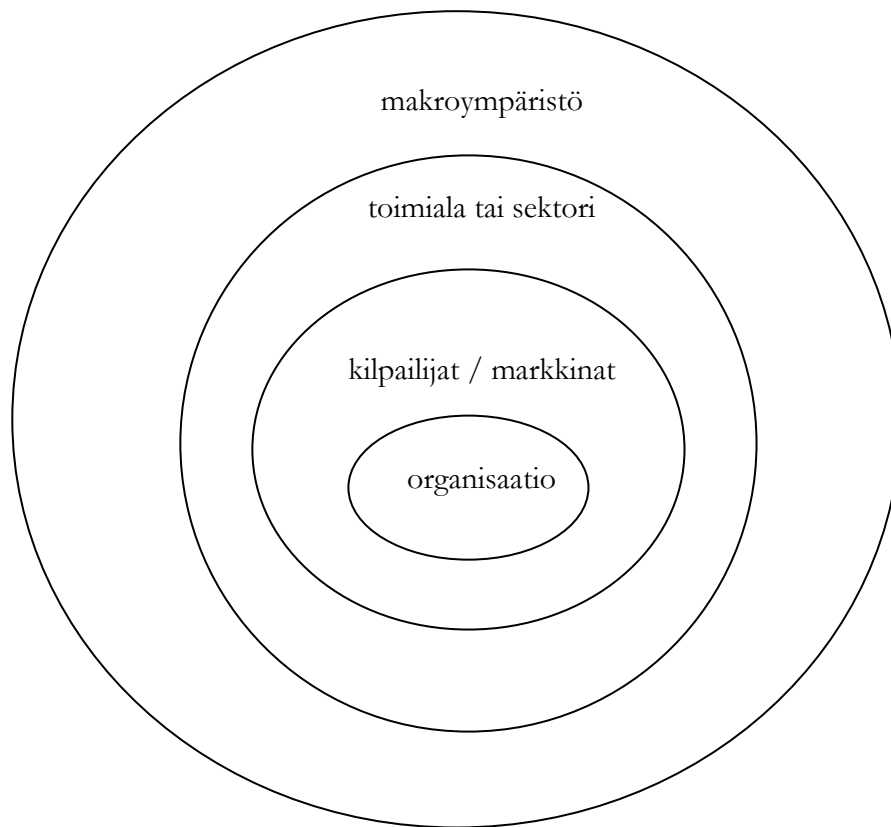 makroympäristö
toimiala tai sektori
kilpailijat / markkinat
organisaatio